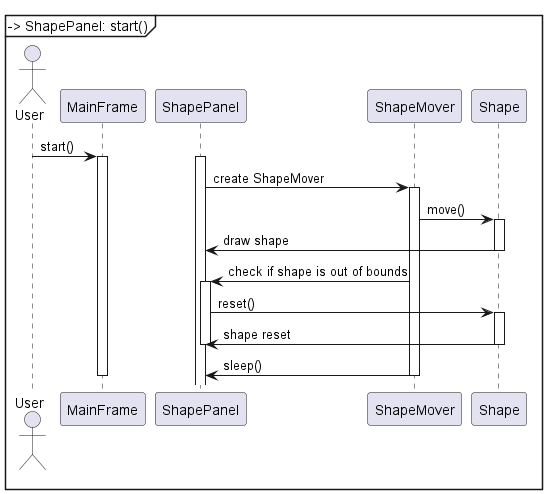 -> ShapePanel: start()
User
MainFrame
ShapePanel
ShapeMover
Shape
start()
create ShapeMover
move()
draw shape
check if shape is out of bounds
reset()
shape reset
sleep()
User
MainFrame
ShapePanel
ShapeMover
Shape